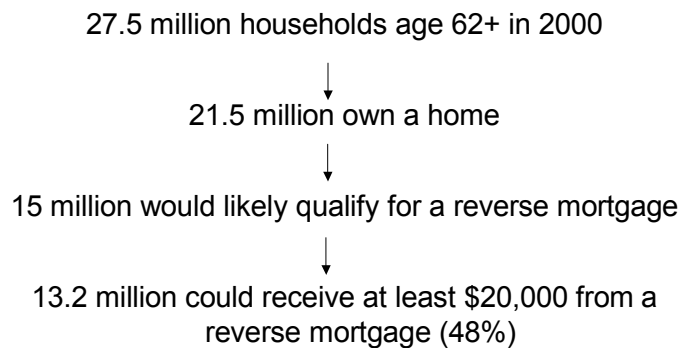 27.5 million households age 62+ in 2000
21.5 million own a home
15 million would likely qualify for a reverse mortgage
13.2 million could receive at least $20,000 from a
reverse mortgage (48%)